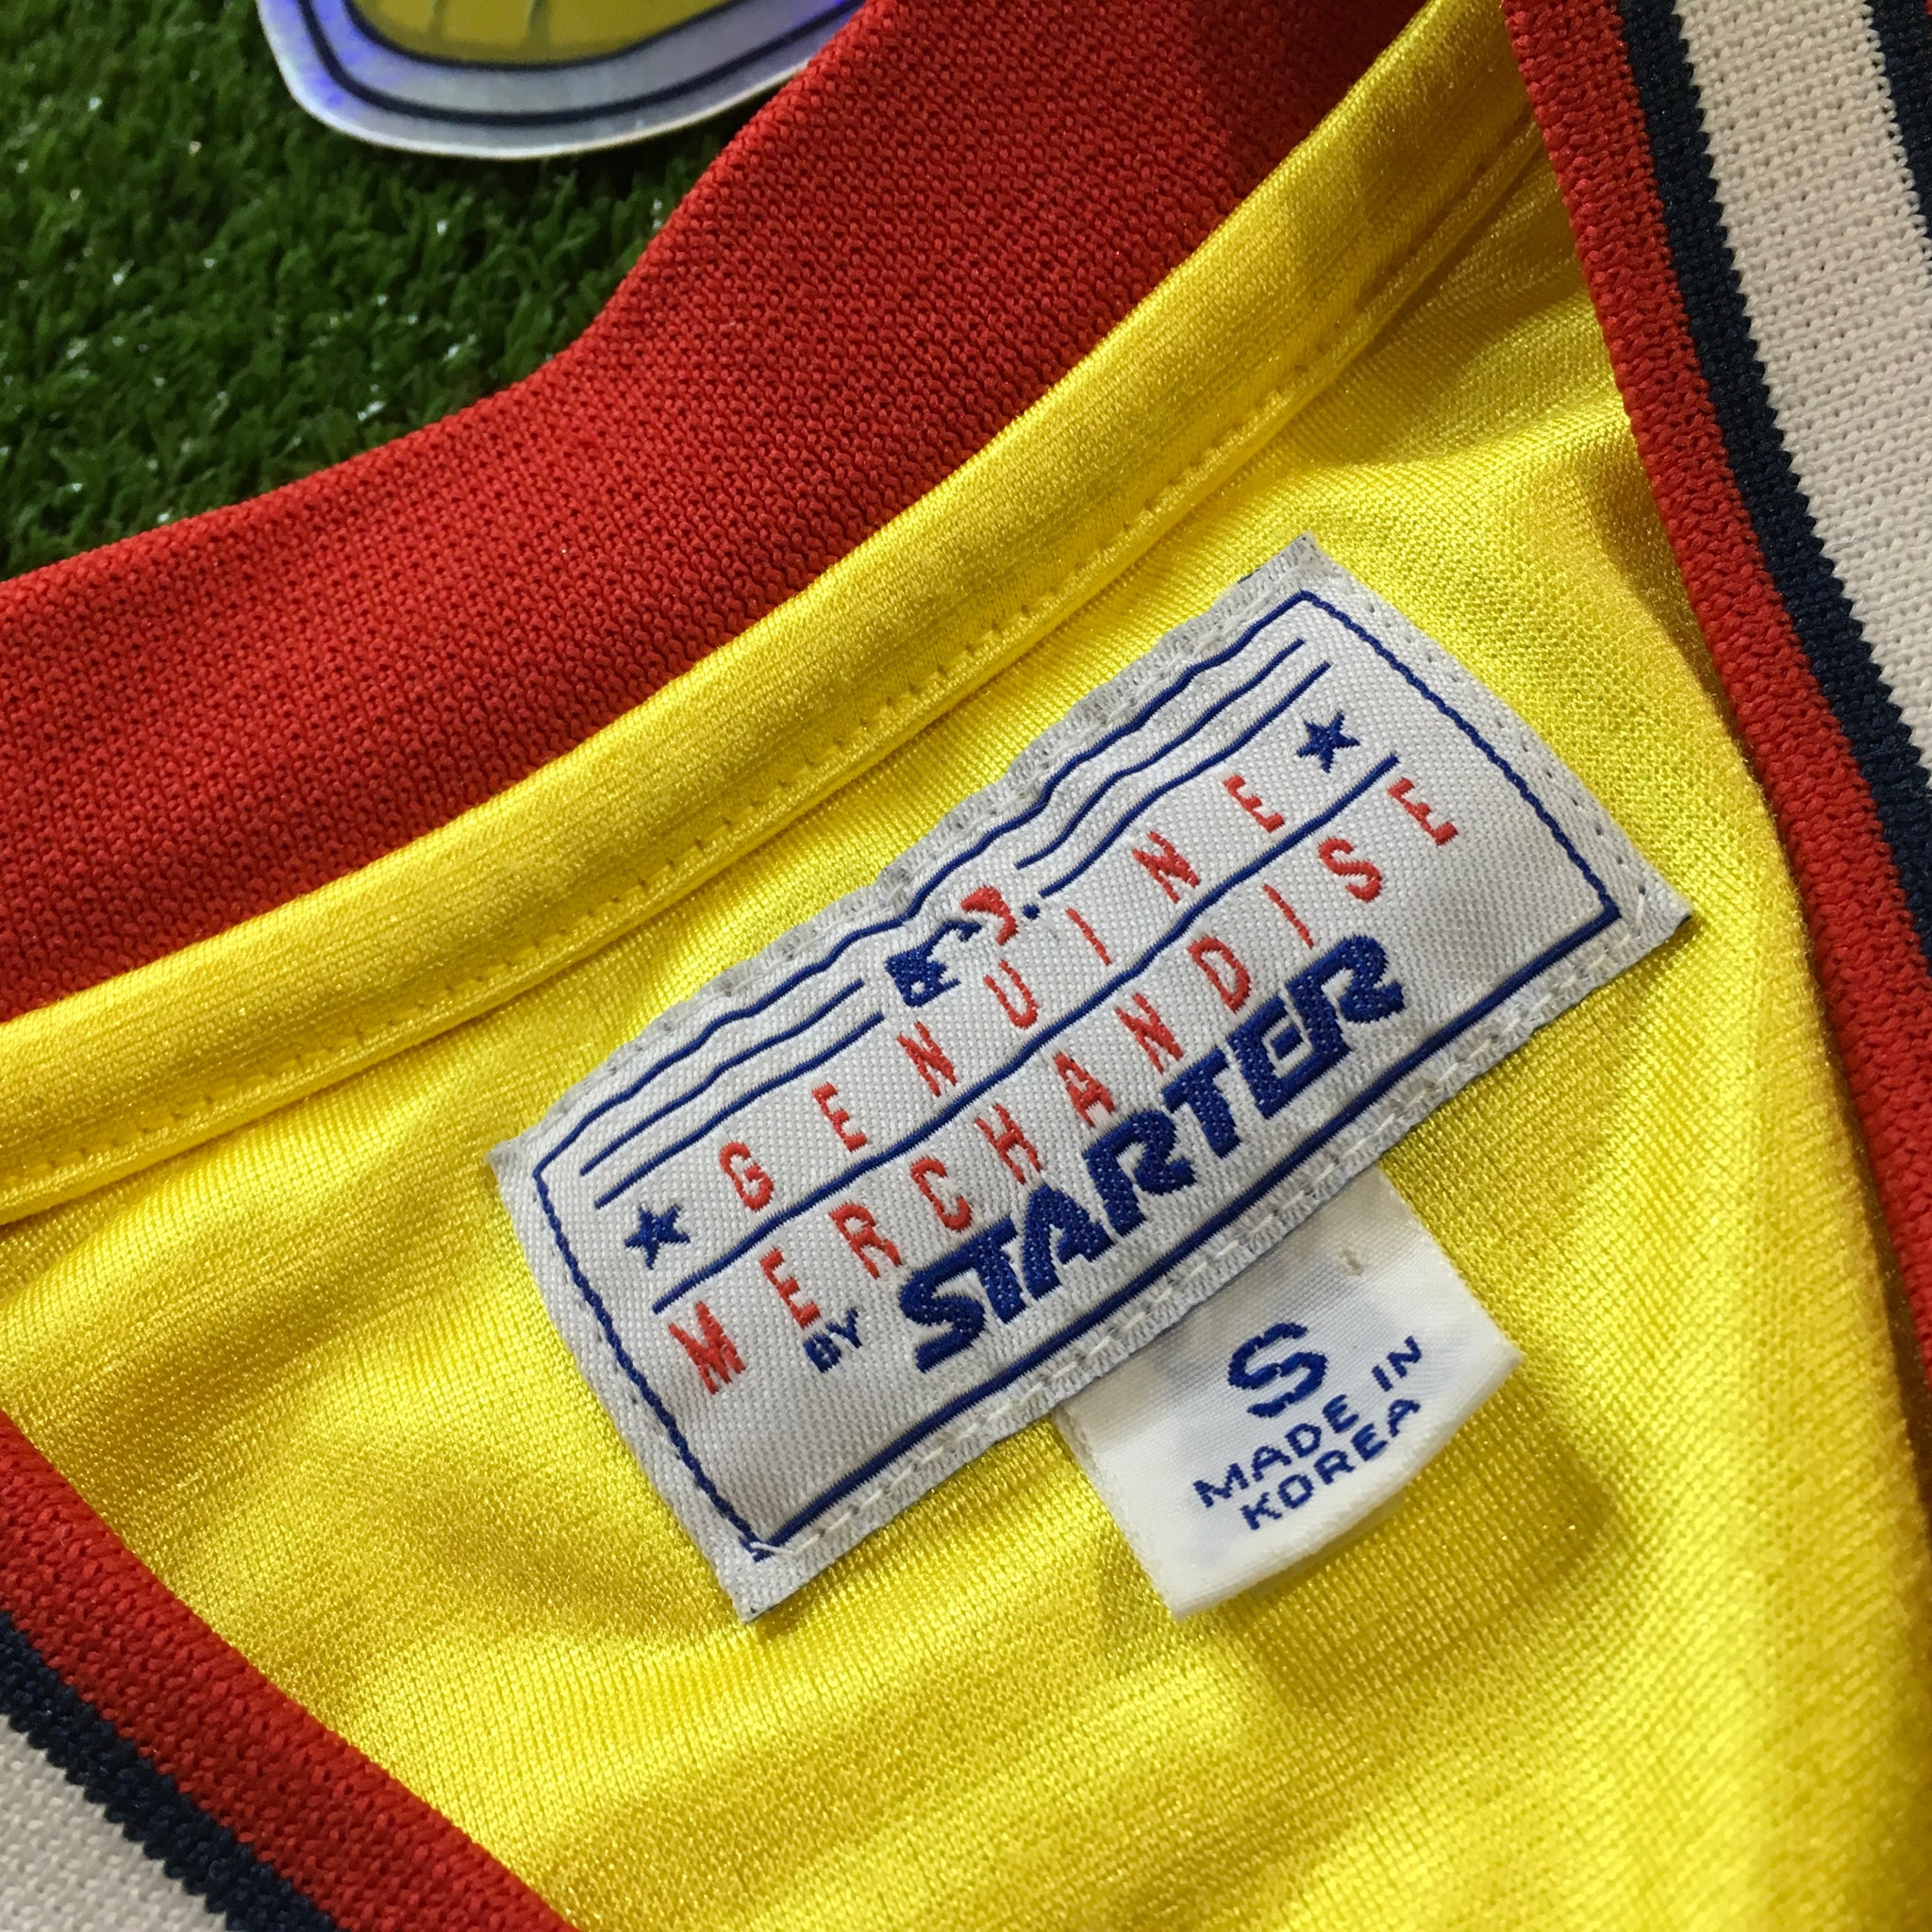 GENUINE
MERCHANDISE
BY STARTER
S
MADE IN
KOREA